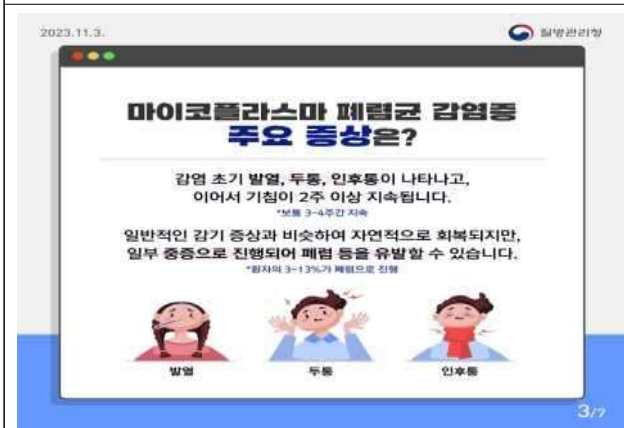 2023.11.3.
질병관리청
마이코플라스마 폐렴균 감염증
주요 증상은?
감염 초기 발열, 두통, 인후통이 나타나고,
이어서 기침이 2주 이상 지속됩니다.
*보통 3~4주간 지속
일반적인 감기 증상과 비슷하여 자연적으로 회복되지만,
일부 중증으로 진행되어 폐렴 등을 유발할 수 있습니다.
*환자의 3~13%가 폐렴으로 진행
발열
두통
인후통
3/7